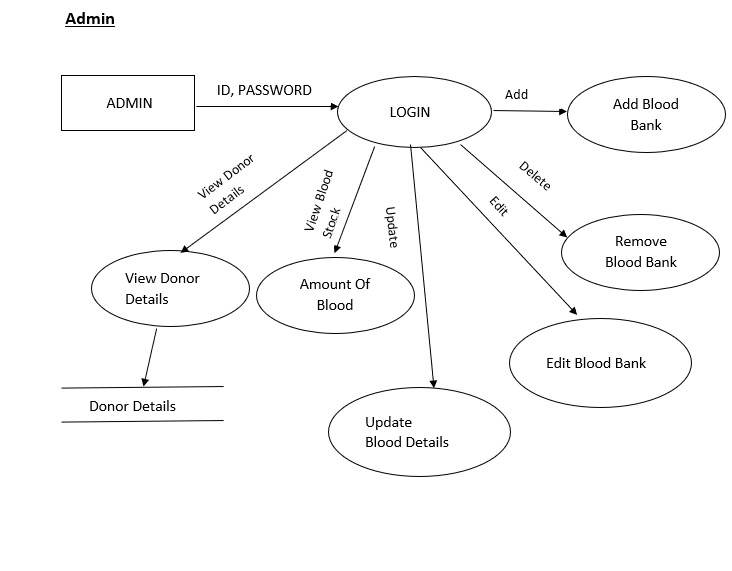 Admin
ADMIN
ID, PASSWORD
LOGIN
Add
Add Blood
Bank
View Donor
Details
View Blood
Stock
Update
Edit
Delete
Remove
Blood Bank
View Donor
Details
Amount Of
Blood
Edit Blood Bank
Donor Details
Update
Blood Details